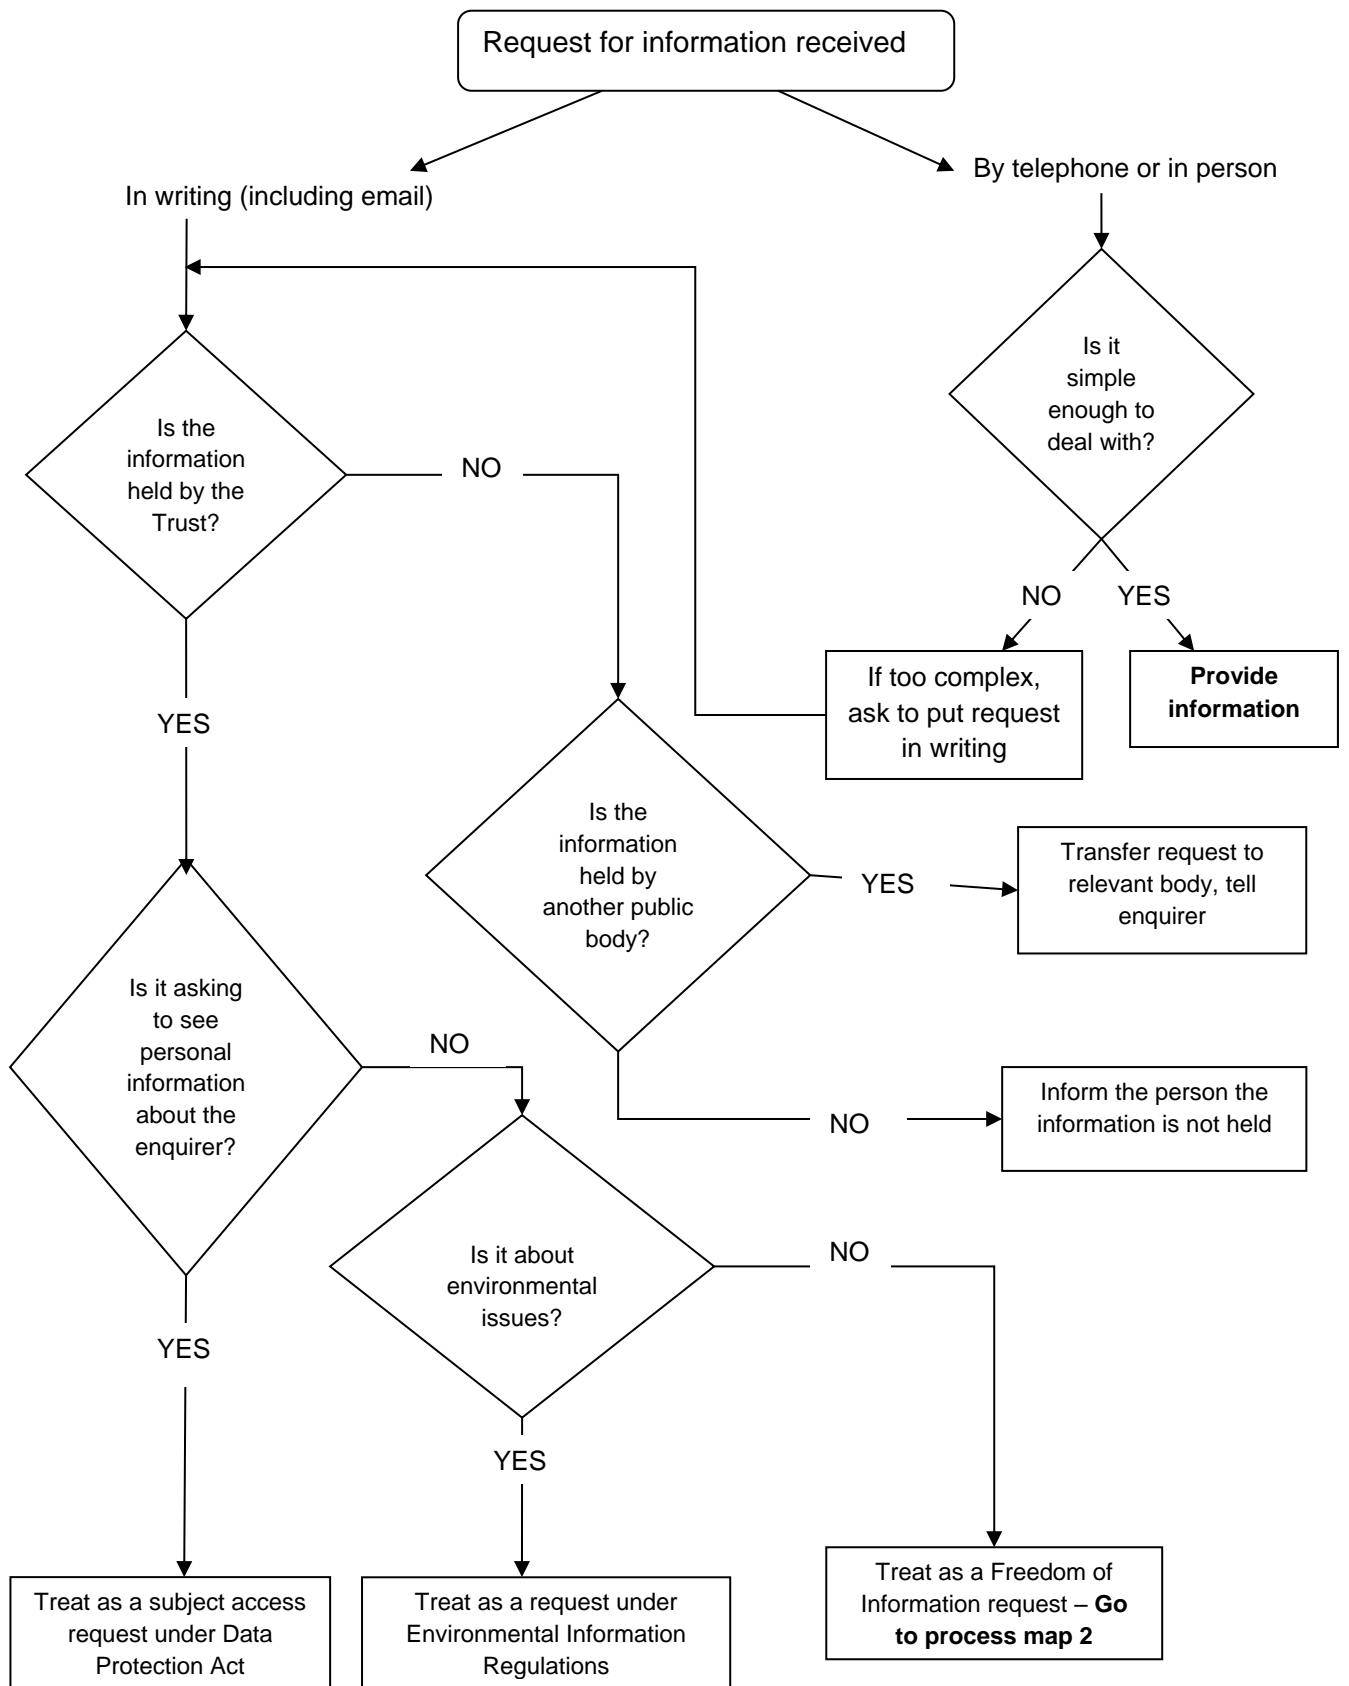 Request for information received
In writing (including email)
By telephone or in person
Is it
simple
enough to
deal with?
Is the
information
held by the
Trust?
NO
NO
YES
If too complex,
ask to put request
in writing
Provide
information
YES
Is the
information
held by
another public
body?
YES
Transfer request to
relevant body, tell
enquirer
Is it asking
to see
personal
information
about the
enquirer?
NO
NO
Inform the person the
information is not held
Is it about
environmental
issues?
NO
YES
YES
Treat as a subject access
request under Data
Protection Act
Treat as a request under
Environmental Information
Regulations
Treat as a Freedom of
Information request – Go
to process map 2